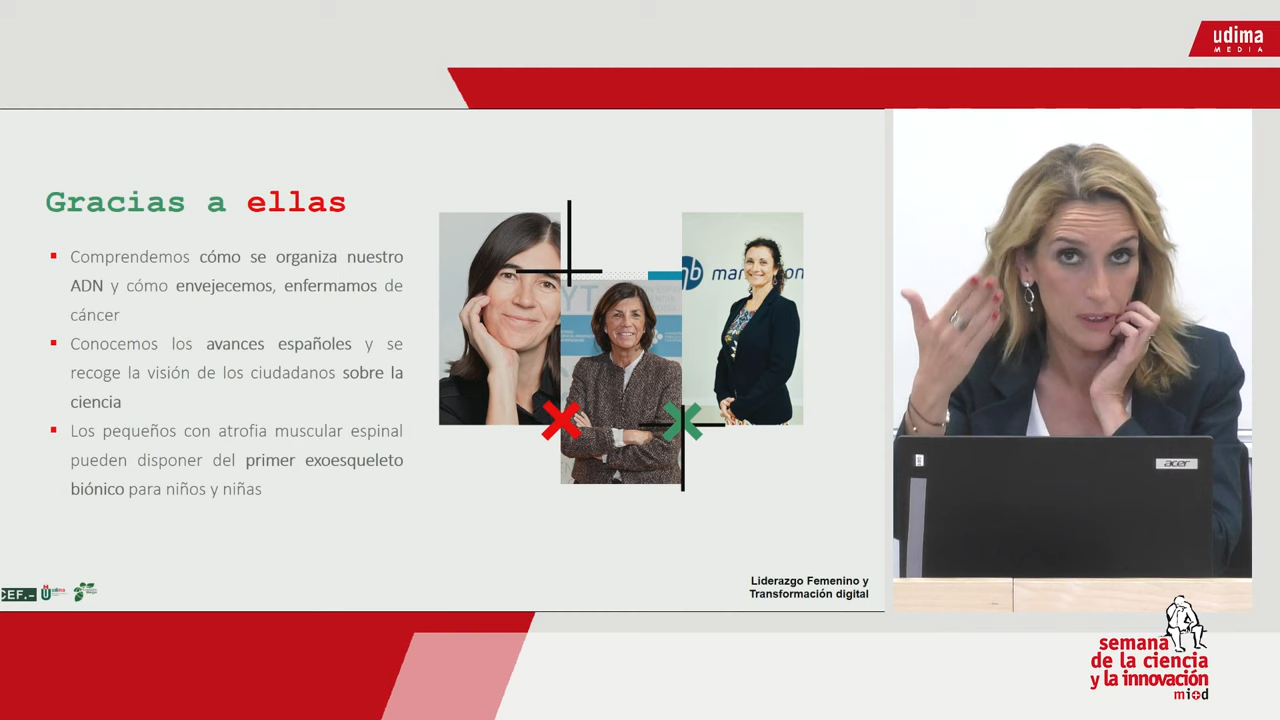 udima
MEDIA
Gracias a ellas
Comprendemos cómo se organiza nuestro
ADN y cómo envejecemos, enfermamos de
cáncer
Conocemos los avances españoles y se
recoge la visión de los ciudadanos sobre la
ciencia
Los pequeños con atrofia muscular espinal
pueden disponer del primer exoesqueleto
biónico para niños y niñas
acer
CEF.-
udima
Liderazgo Femenino y
Transformación digital
semana
de la ciencia
y la innovación
mi+d